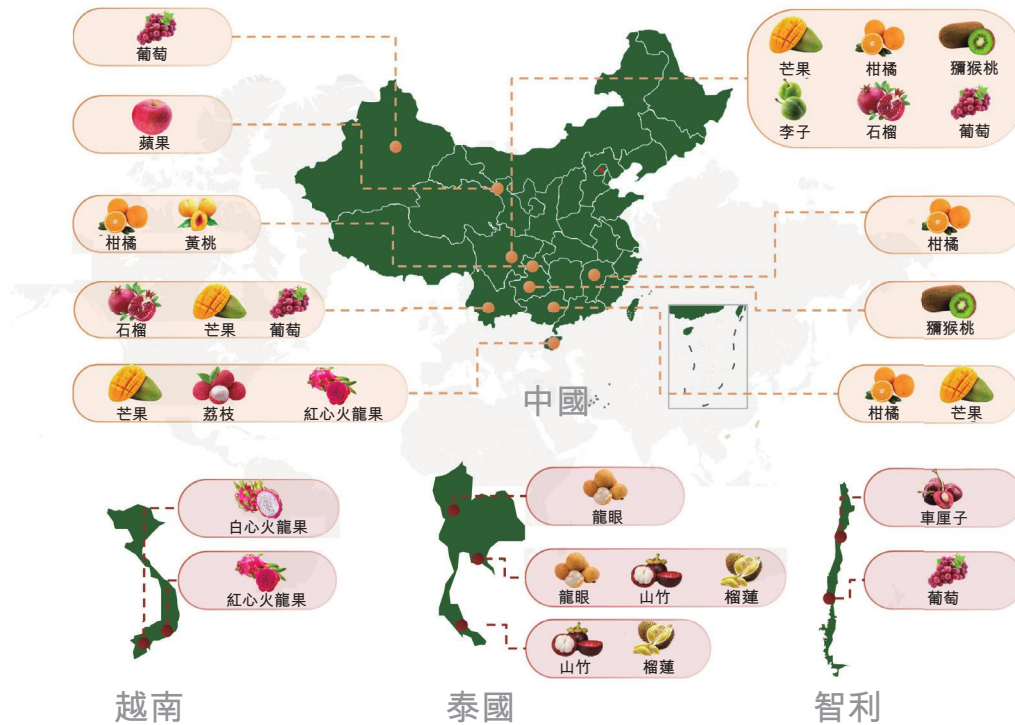 葡萄
蘋果
柑橘 黃桃
石榴 芒果 葡萄
芒果 荔枝 紅心火龍果
芒果 柑橘 獼猴桃
李子 石榴 葡萄
柑橘
獼猴桃
柑橘 芒果
中國
白心火龍果
紅心火龍果
越南
龍眼
龍眼 山竹 榴蓮
山竹 榴蓮
泰國
車厘子
葡萄
智利